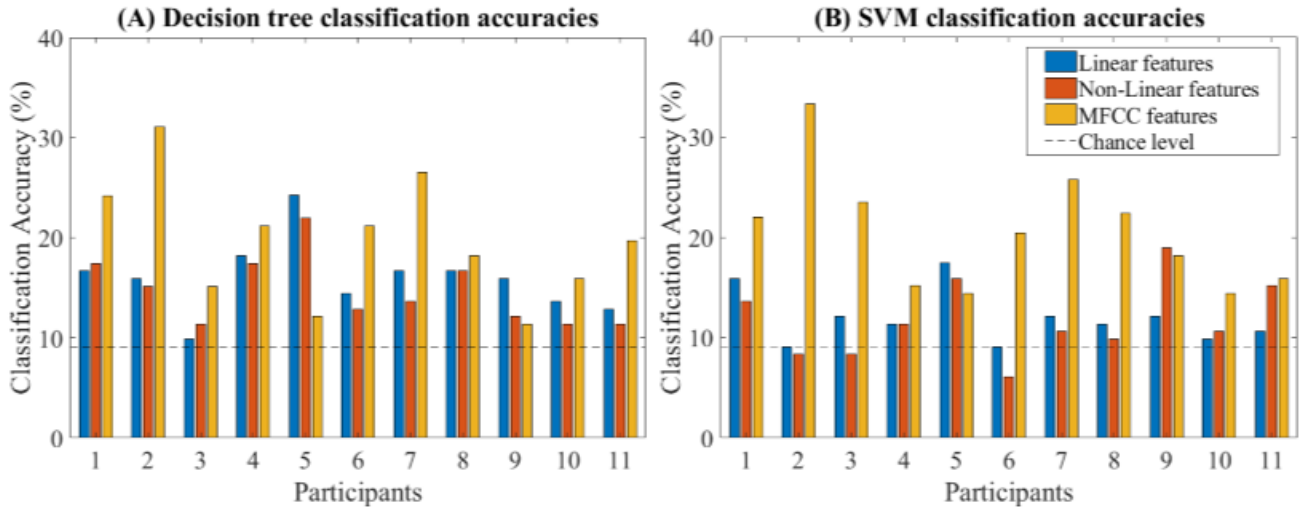 (A) Decision tree classification accuracies
40
30
20
10
0
Classification Accuracy (%)
1 2 3 4 5 6 7 8 9 10 11
Participants
(B) SVM classification accuracies
40
30
20
10
0
Classification Accuracy (%)
Linear features
Non-Linear features
MFCC features
Chance level
1 2 3 4 5 6 7 8 9 10 11
Participants